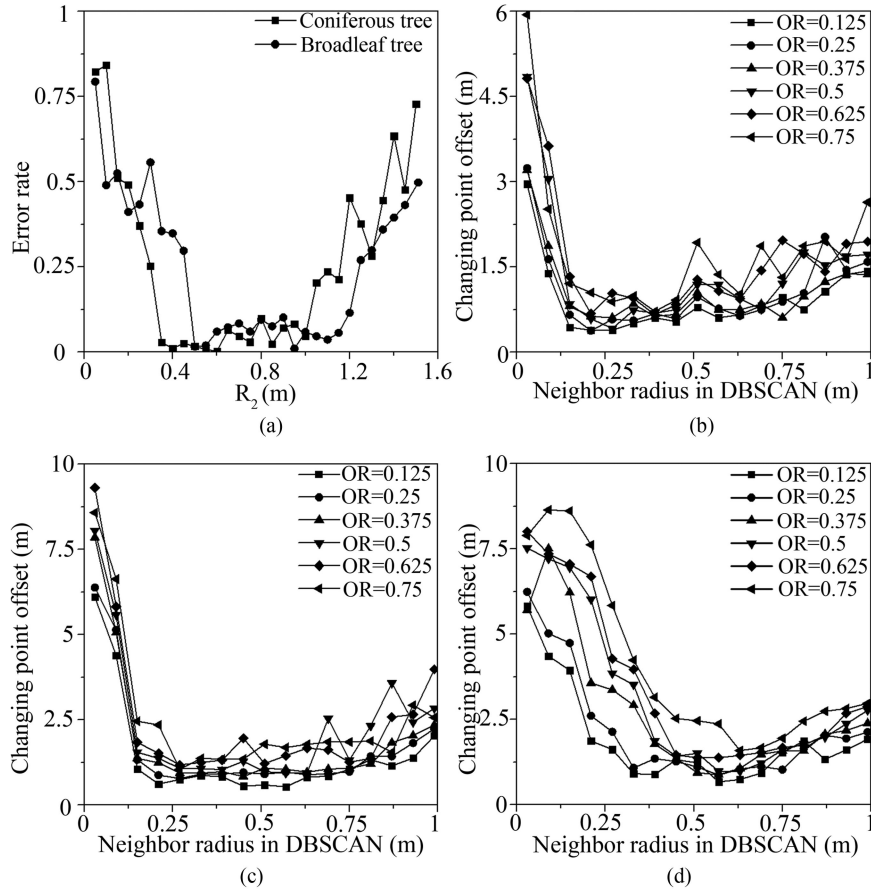 1
0.75
0.5
0.25
0
Error rate
Coniferous tree
Broadleaf tree
0 0.4 0.8 1.2 1.6
R2 (m)
(a)
6
4.5
3
1.5
0
Changing point offset (m)
OR=0.125
OR=0.25
OR=0.375
OR=0.5
OR=0.625
OR=0.75
0 0.25 0.5 0.75 1
Neighbor radius in DBSCAN (m)
(b)
10
7.5
5
2.5
0
Changing point offset (m)
OR=0.125
OR=0.25
OR=0.375
OR=0.5
OR=0.625
OR=0.75
0 0.25 0.5 0.75 1
Neighbor radius in DBSCAN (m)
(c)
10
7.5
5
2.5
0
Changing point offset (m)
OR=0.125
OR=0.25
OR=0.375
OR=0.5
OR=0.625
OR=0.75
0 0.25 0.5 0.75 1
Neighbor radius in DBSCAN (m)
(d)